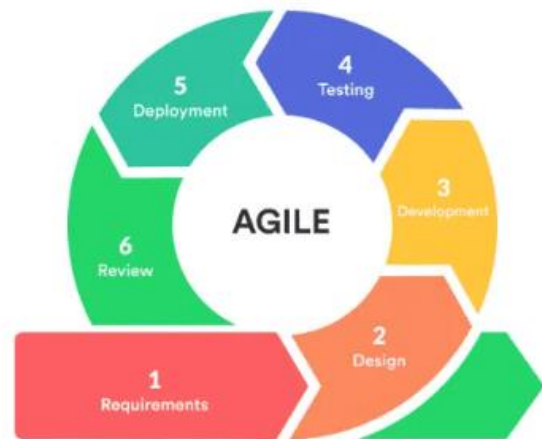 5
Deployment
4
Testing
3
Development
AGILE
6
Review
2
Design
1
Requirements